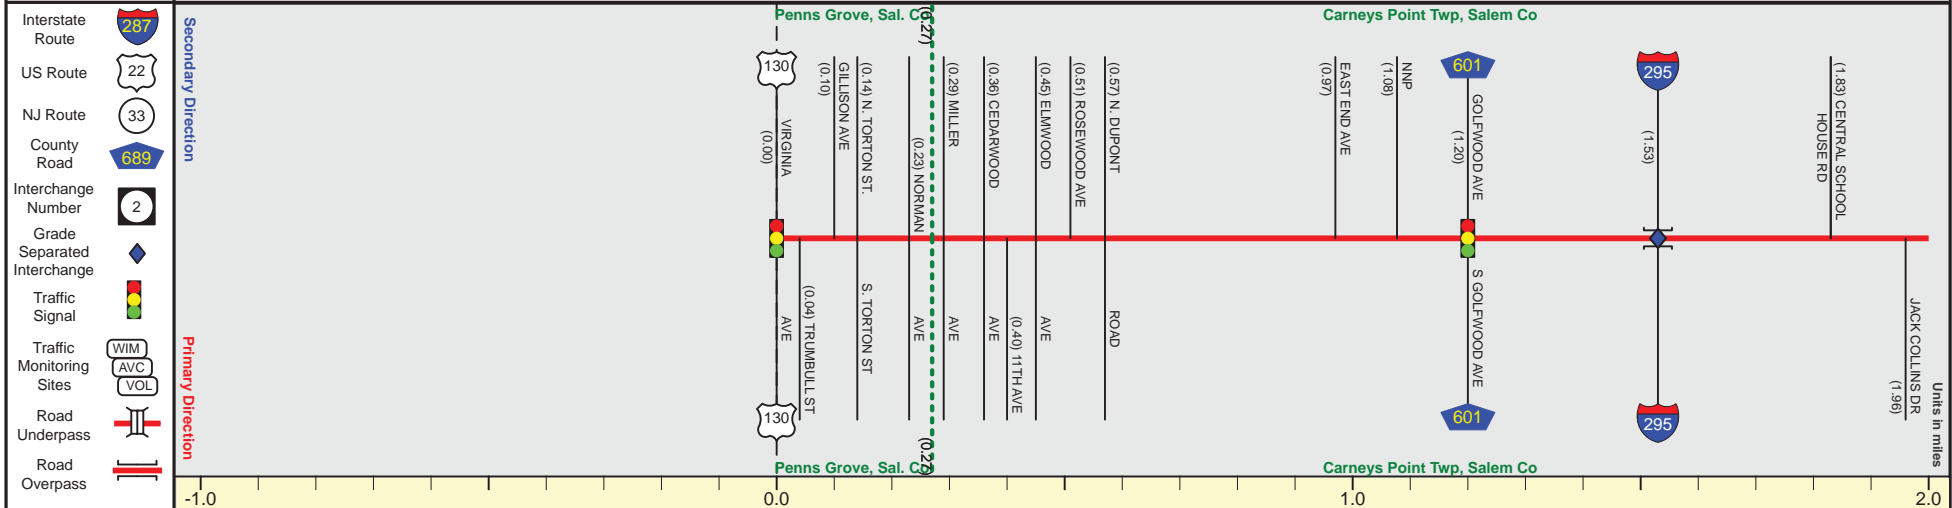 Interstate
Route
287
US Route
22
NJ Route
33
County
Road
689
Interchange
Number
2
Grade
Separated
Interchange
Traffic
Signal
Traffic
Monitoring
Sites
WIM
AVC
VOL
Road
Underpass
Road
Overpass
Secondary Direction
Primary Direction
Penns Grove, Sal. Co
(0.27)
Carneys Point Twp, Salem Co
130
VIRGINIA
(0.00)
GILLISON AVE
(0.10)
(0.14) N. TORTON ST.
(0.23) NORMAN
(0.29) MILLER
(0.36) CEDARWOOD
(0.45) ELMWOOD
(0.51) ROSEWOOD AVE
(0.57) N. DUPONT
EAST END AVE
(0.97)
NNP
(1.08)
601
GOLFWOOD AVE
(1.20)
295
(1.53)
(1.83) CENTRAL SCHOOL
HOUSE RD
AVE
(0.04) TRUMBULL ST
S. TORTON ST
AVE
AVE
AVE
(0.40) 11TH AVE
AVE
ROAD
S GOLFWOOD AVE
JACK COLLINS DR
(1.96)
Units in miles
130
601
295
Penns Grove, Sal. Co
(0.27)
Carneys Point Twp, Salem Co
-1.0
0.0
1.0
2.0